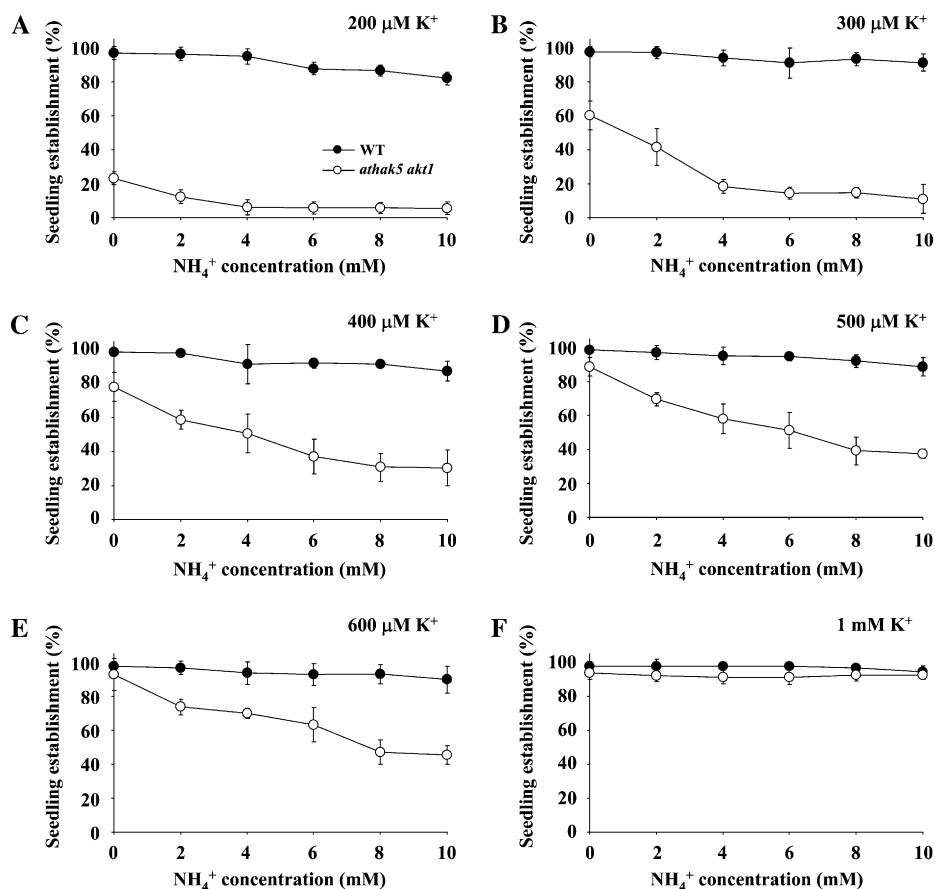 A
200 μM K⁺
Seedling establishment (%)
100
80
60
40
20
0
WT
athak5 akt1
0 2 4 6 8 10
NH₄⁺ concentration (mM)
B
300 μM K⁺
Seedling establishment (%)
100
80
60
40
20
0
0 2 4 6 8 10
NH₄⁺ concentration (mM)
C
400 μM K⁺
Seedling establishment (%)
100
80
60
40
20
0
0 2 4 6 8 10
NH₄⁺ concentration (mM)
D
500 μM K⁺
Seedling establishment (%)
100
80
60
40
20
0
0 2 4 6 8 10
NH₄⁺ concentration (mM)
E
600 μM K⁺
Seedling establishment (%)
100
80
60
40
20
0
0 2 4 6 8 10
NH₄⁺ concentration (mM)
F
1 mM K⁺
Seedling establishment (%)
100
80
60
40
20
0
0 2 4 6 8 10
NH₄⁺ concentration (mM)